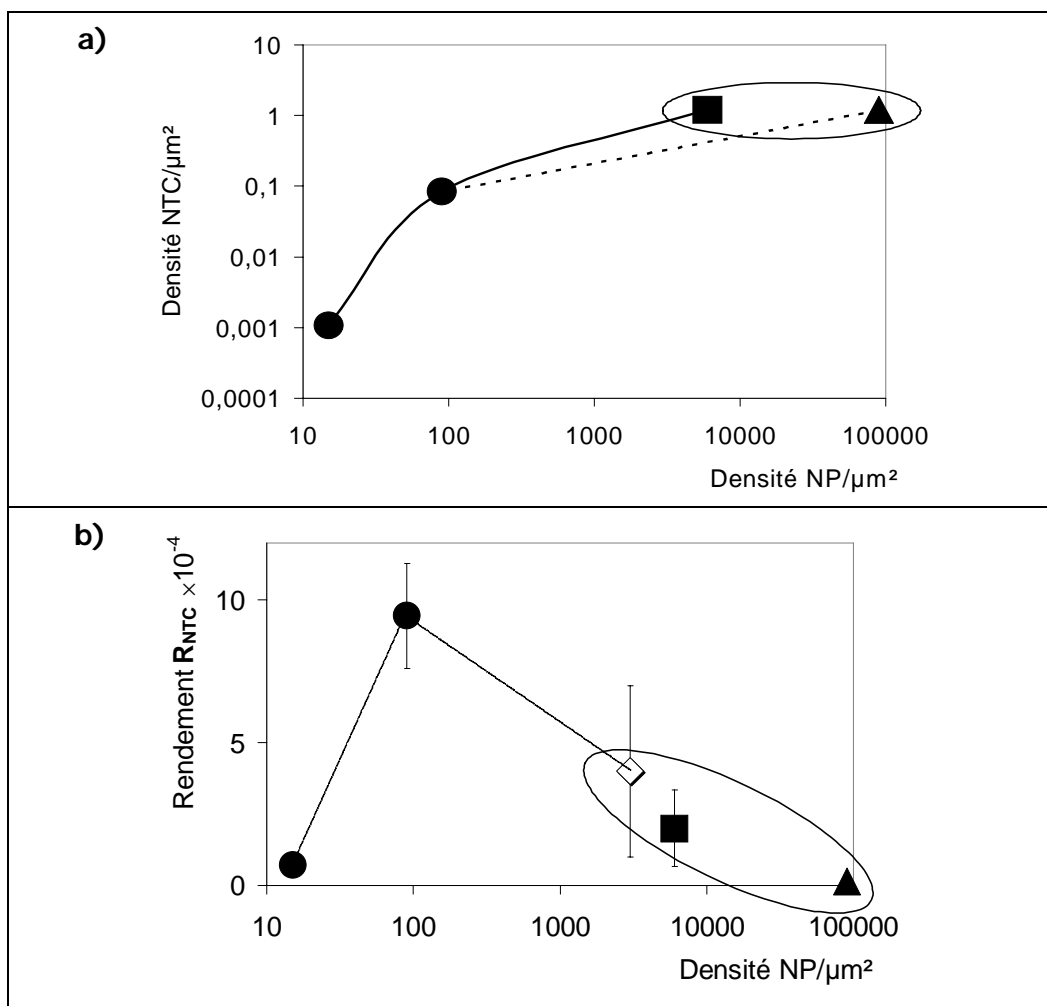 a)
10
1
0,1
0,01
0,001
0,0001
Densité NTC/µm²
10 100 1000 10000 100000
Densité NP/µm²
b)
Rendement RNTC ×10-4
10
5
0
10 100 1000 10000 100000
Densité NP/µm²